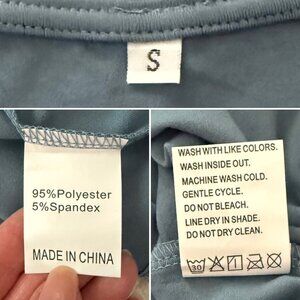 S
95%Polyester
5%Spandex
MADE IN CHINA
WASH WITH LIKE COLORS.
WASH INSIDE OUT.
MACHINE WASH COLD.
GENTLE CYCLE.
DO NOT BLEACH.
LINE DRY IN SHADE.
DO NOT DRY CLEAN.
30